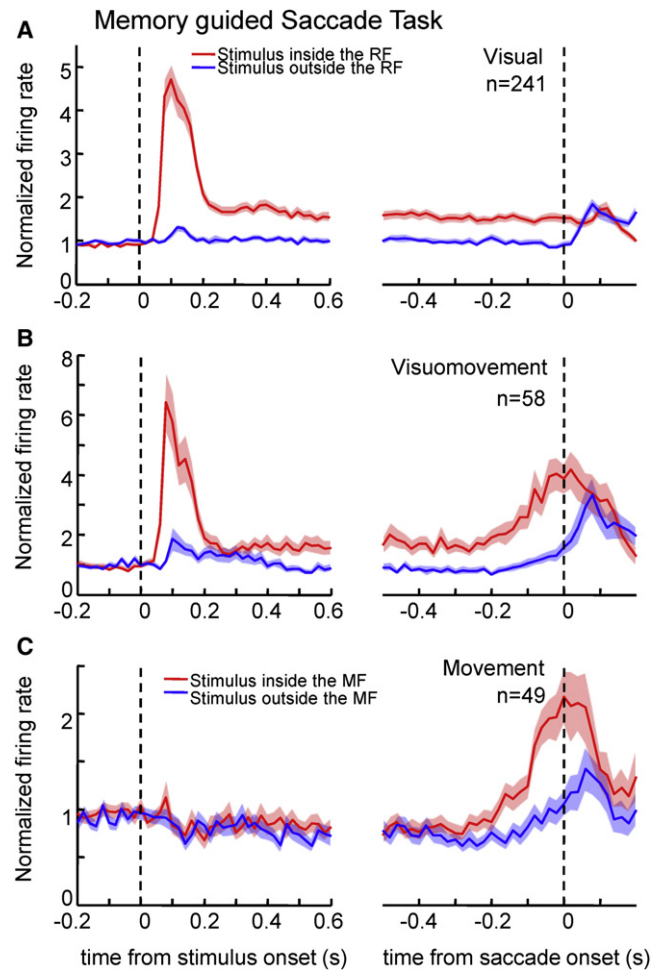 Memory guided Saccade Task
A
Stimulus inside the RF
Stimulus outside the RF
Visual
n=241
Normalized firing rate
5
4
3
2
1
0
-0.2 0 0.2 0.4 0.6
-0.4 -0.2 0
B
Visuomovement
n=58
Normalized firing rate
8
6
4
2
0
-0.2 0 0.2 0.4 0.6
-0.4 -0.2 0
C
Stimulus inside the MF
Stimulus outside the MF
Movement
n=49
Normalized firing rate
2
1
0
-0.2 0 0.2 0.4 0.6
-0.4 -0.2 0
time from stimulus onset (s)
time from saccade onset (s)